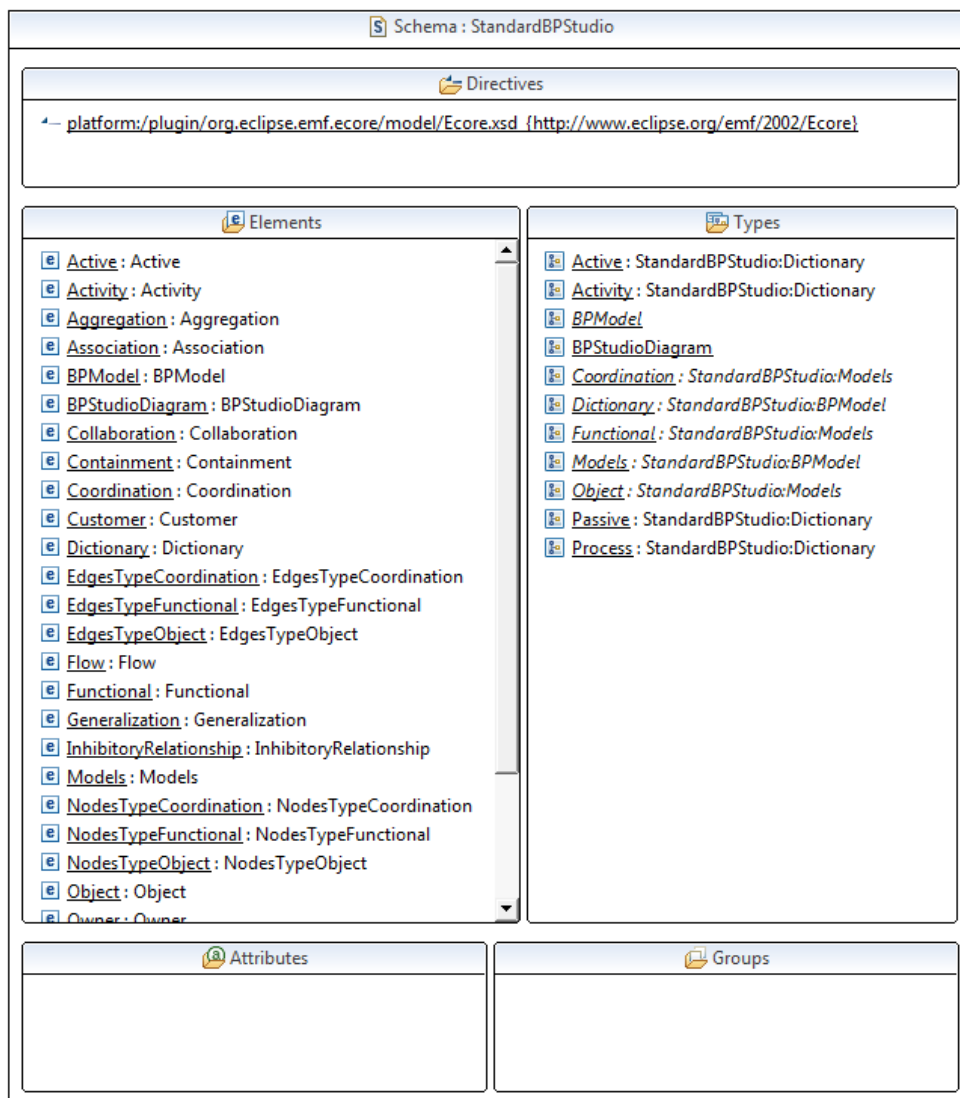 Schema : StandardBPStudio
Directives
platform:/plugin/org.eclipse.emf.ecore/model/Ecore.xsd {http://www.eclipse.org/emf/2002/Ecore}
Elements
Active : Active
Activity : Activity
Aggregation : Aggregation
Association : Association
BPModel : BPModel
BPStudioDiagram : BPStudioDiagram
Collaboration : Collaboration
Containment : Containment
Coordination : Coordination
Customer : Customer
Dictionary : Dictionary
EdgesTypeCoordination : EdgesTypeCoordination
EdgesTypeFunctional : EdgesTypeFunctional
EdgesTypeObject : EdgesTypeObject
Flow : Flow
Functional : Functional
Generalization : Generalization
InhibitoryRelationship : InhibitoryRelationship
Models : Models
NodesTypeCoordination : NodesTypeCoordination
NodesTypeFunctional : NodesTypeFunctional
NodesTypeObject : NodesTypeObject
Object : Object
Owner : Owner
Types
Active : StandardBPStudio:Dictionary
Activity : StandardBPStudio:Dictionary
BPModel
BPStudioDiagram
Coordination : StandardBPStudio:Models
Dictionary : StandardBPStudio:BPModel
Functional : StandardBPStudio:Models
Models : StandardBPStudio:BPModel
Object : StandardBPStudio:Models
Passive : StandardBPStudio:Dictionary
Process : StandardBPStudio:Dictionary
Attributes
Groups